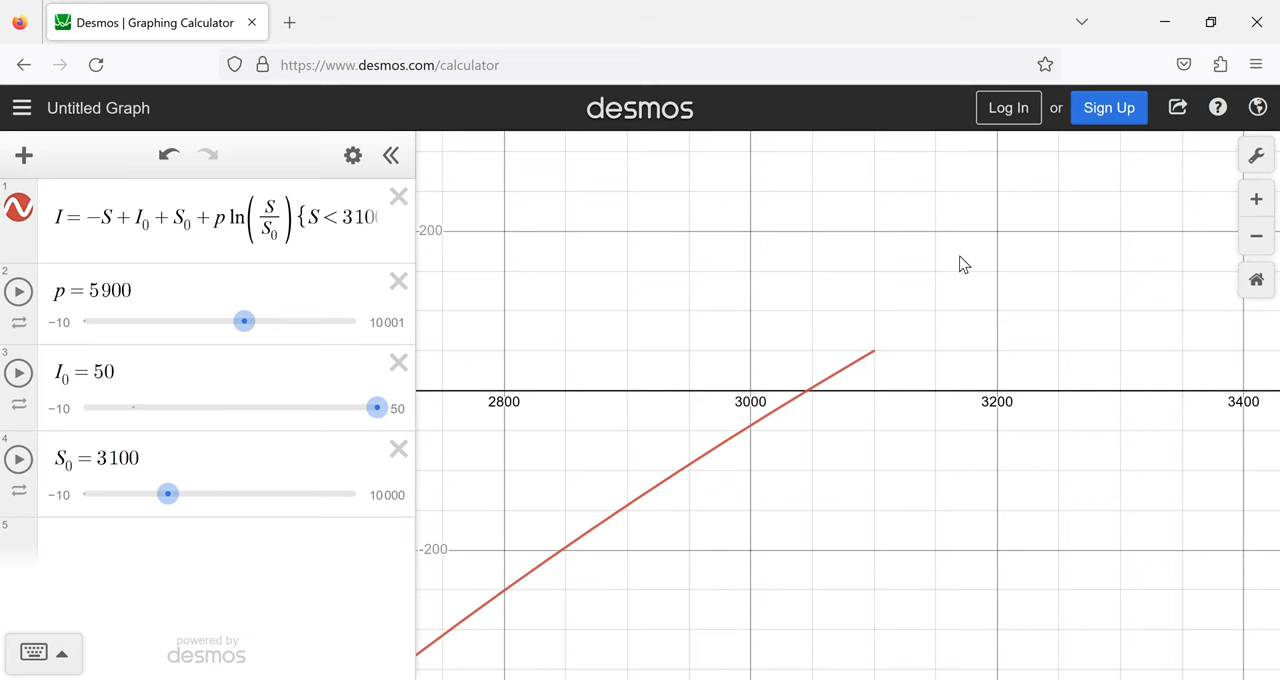 Desmos | Graphing Calculator
https://www.desmos.com/calculator
Untitled Graph
desmos
Log In or Sign Up
1
I = −S + I₀ + S₀ + p ln(S/S₀) {S < 310
2
p = 5900
−10
10001
3
I₀ = 50
−10
50
4
S₀ = 3100
−10
10000
5
powered by
desmos
200
2800
3000
3200
3400
-200